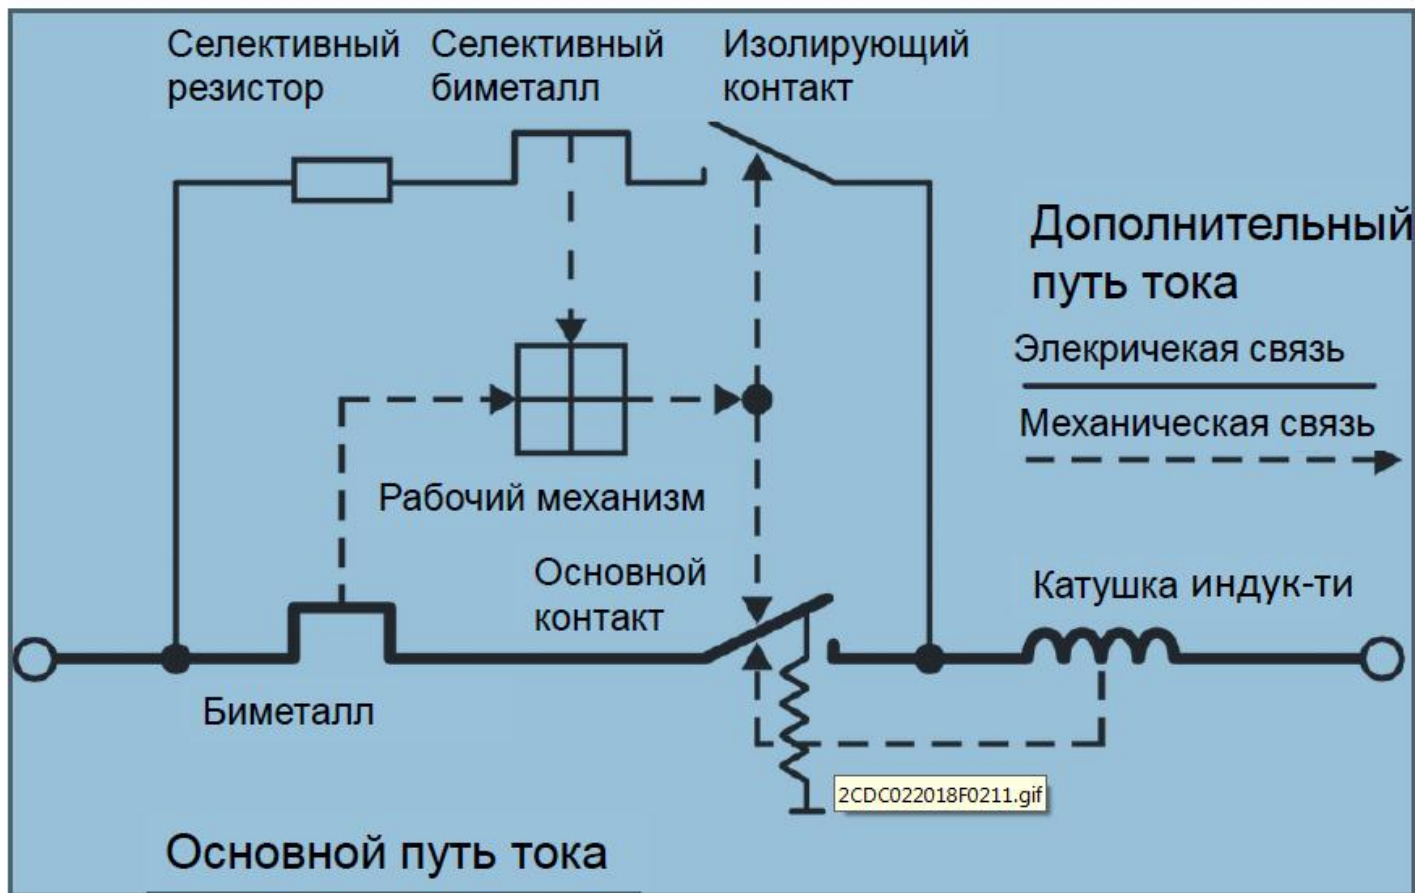 Селективный
резистор
Селективный
биметалл
Изолирующий
контакт
Дополнительный
путь тока
Элекричекая связь
Механическая связь
Рабочий механизм
Основной
контакт
Катушка индук-ти
Биметалл
2CDC022018F0211.gif
Основной путь тока